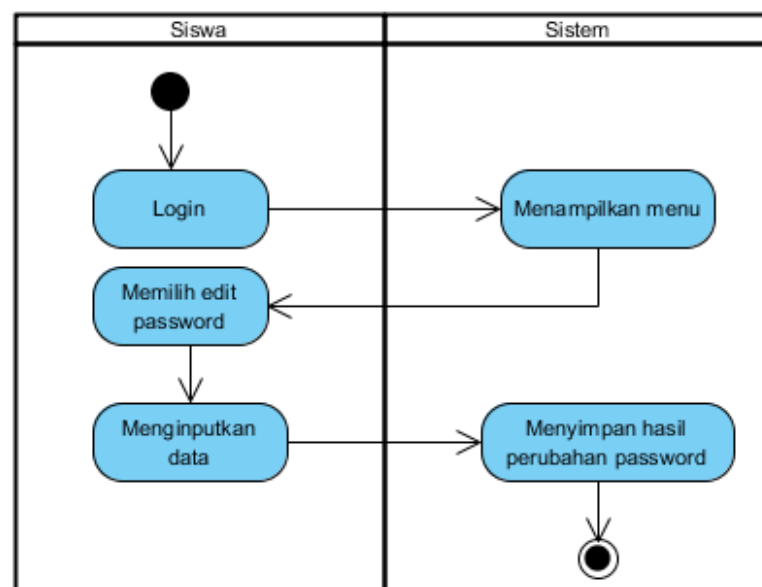 Siswa
Sistem
Login
Menampilkan menu
Memilih edit
password
Menginputkan
data
Menyimpan hasil
perubahan password